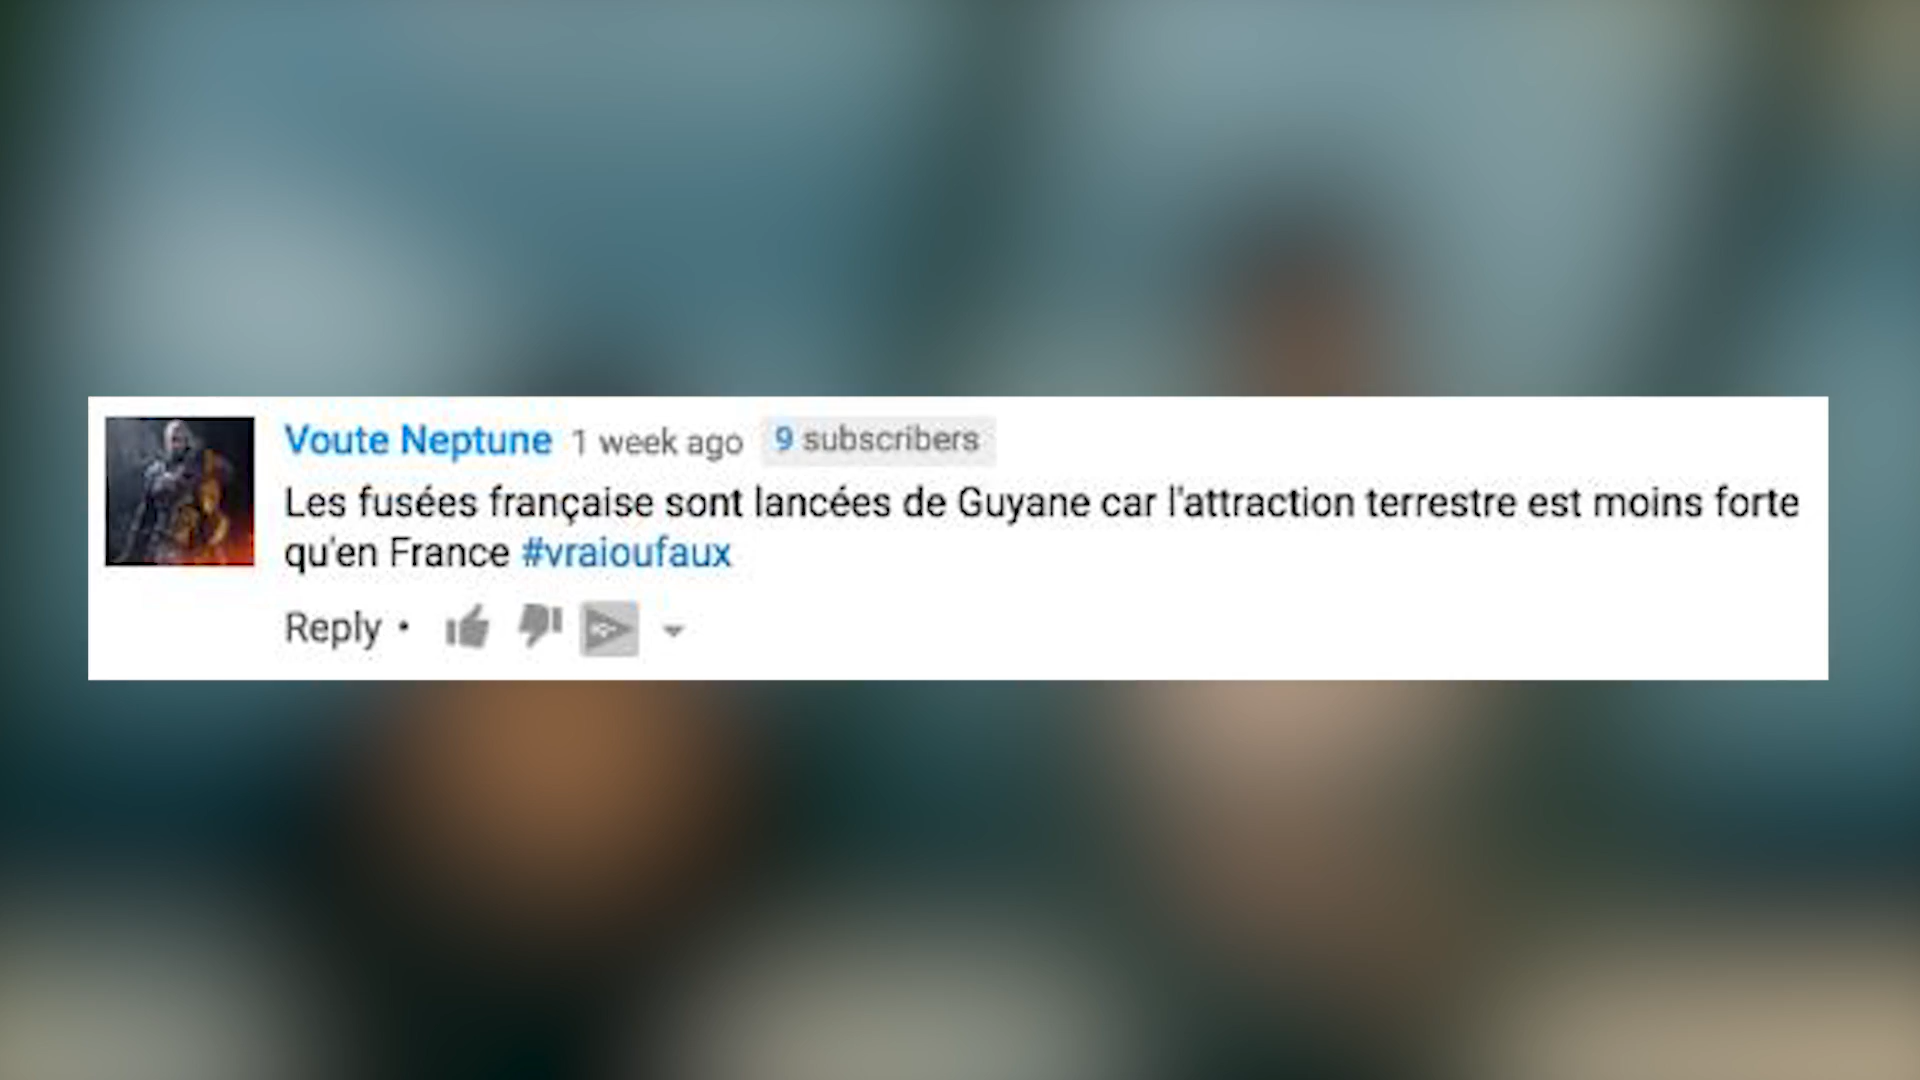 Voute Neptune 1 week ago 9 subscribers
Les fusées française sont lancées de Guyane car l'attraction terrestre est moins forte
qu'en France #vraioufaux
Reply •